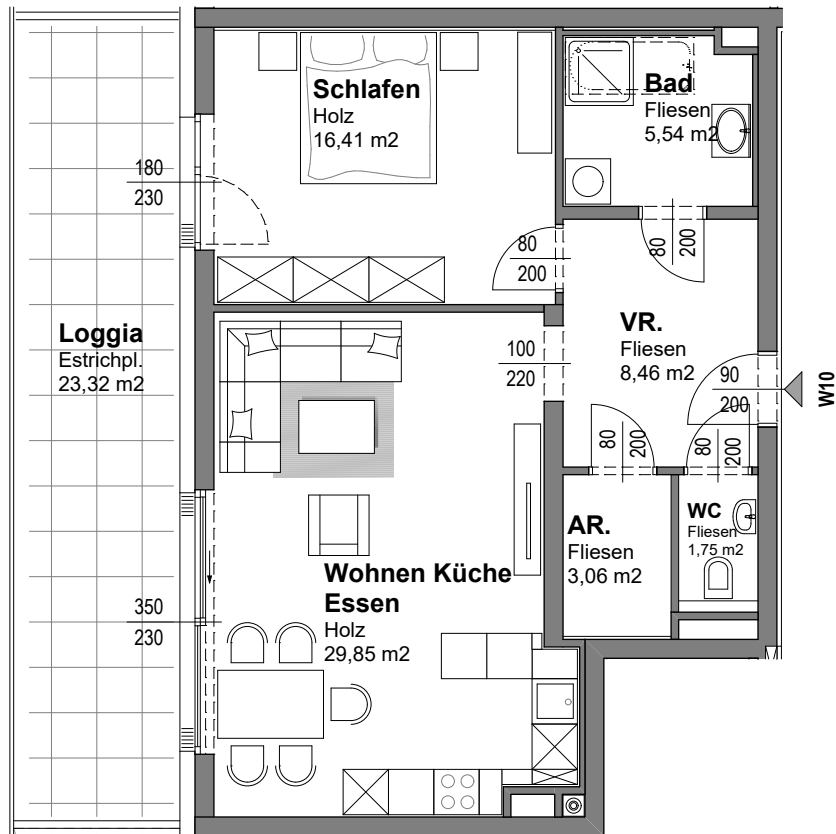 Schlafen
Holz
16,41 m2
Bad
Fliesen
5,54 m2
180
230
80
200
80
200
Loggia
Estrichpl.
23,32 m2
VR.
Fliesen
8,46 m2
100
220
90
200
W10
80
200
80
200
AR.
Fliesen
3,06 m2
WC
Fliesen
1,75 m2
Wohnen Küche
Essen
Holz
29,85 m2
350
230